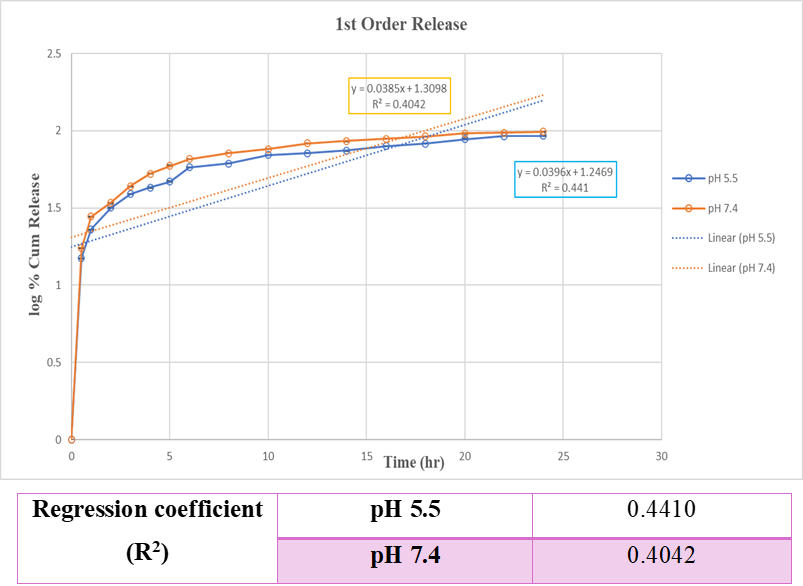 1st Order Release
2.5
2
1.5
1
0.5
0
log % Cum Release
y = 0.0385x + 1.3098
R² = 0.4042
y = 0.0396x + 1.2469
R² = 0.441
pH 5.5
pH 7.4
Linear (pH 5.5)
Linear (pH 7.4)
0 5 10 15 20 25 30
Time (hr)
Regression coefficient
(R²)
pH 5.5 0.4410
pH 7.4 0.4042